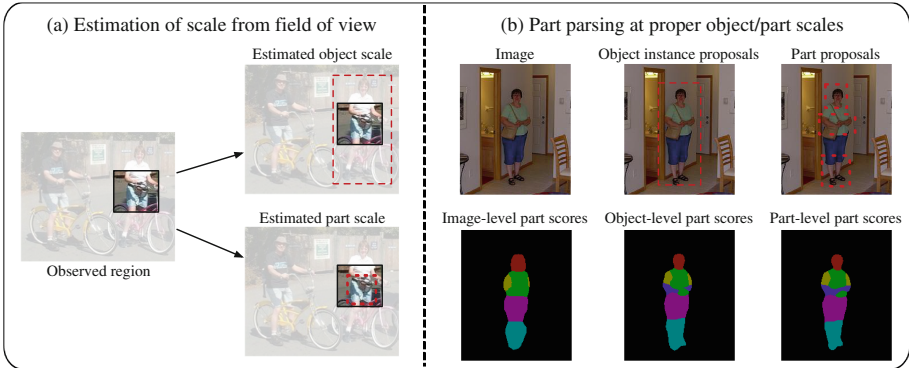 (a) Estimation of scale from field of view
Estimated object scale
Observed region
Estimated part scale
(b) Part parsing at proper object/part scales
Image
Object instance proposals
Part proposals
Image-level part scores
Object-level part scores
Part-level part scores